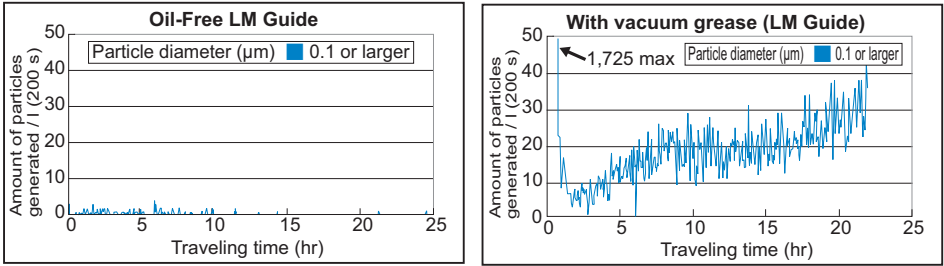 Oil-Free LM Guide
Particle diameter (μm) 0.1 or larger
Amount of particles
generated / l (200 s)
50
40
30
20
10
0
0 5 10 15 20 25
Traveling time (hr)
With vacuum grease (LM Guide)
Particle diameter (μm) 0.1 or larger
1,725 max
Amount of particles
generated / l (200 s)
50
40
30
20
10
0
0 5 10 15 20 25
Traveling time (hr)